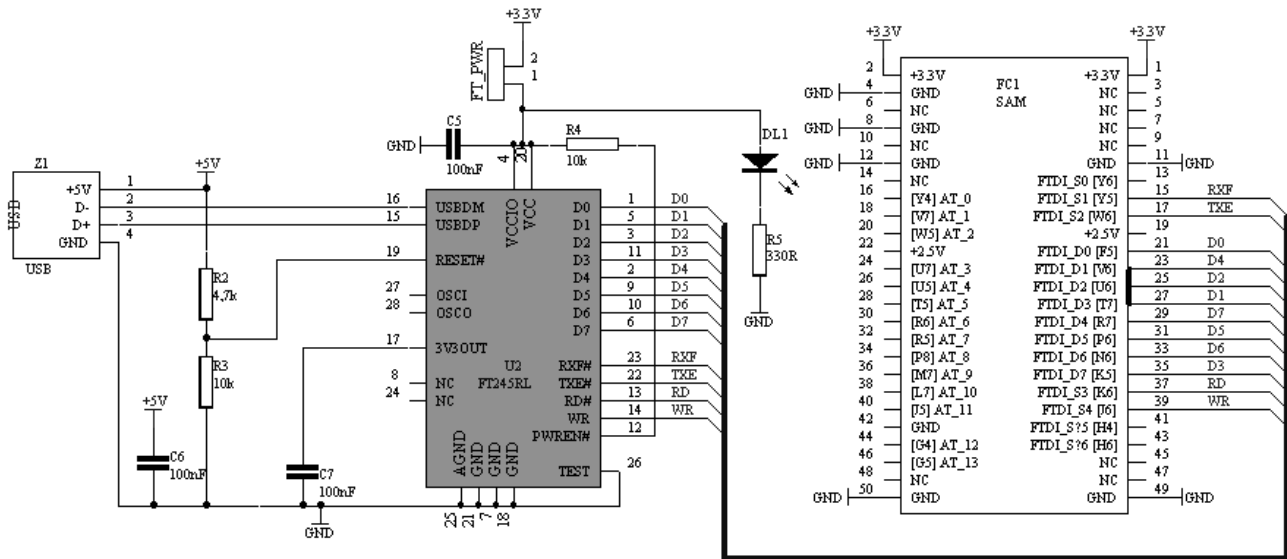 Z1
USB
+5V
D-
D+
GND
USB
1
2
3
4
+5V
R2
4,7k
R3
10k
+5V
C6
100nF
C7
100nF
GND
+3.3V
FT_PWR
2
1
GND
C5
100nF
R4
10k
4
20
DL1
R5
330R
GND
16 USBDM
15 USBDP
19 RESET#
27 OSCI
28 OSCO
17 3V3OUT
8 NC
24 NC
VCCIO
VCC
U2
FT245RL
D0 1 D0
D1 5 D1
D2 3 D2
D3 11 D3
D4 2 D4
D5 9 D5
D6 10 D6
D7 6 D7
RXF# 23 RXF
TXE# 22 TXE
RD# 13 RD
WR 14 WR
PWREN# 12
TEST 26
AGND
GND
GND
GND
25
21
7
18
+3.3V
+3.3V
FC1
SAM
2 +3.3V
GND 4 GND
6 NC
GND 8 GND
10 NC
GND 12 GND
14 NC
16 [Y4] AT_0
18 [V7] AT_1
20 [W5] AT_2
22 +2.5V
24 [U7] AT_3
26 [U5] AT_4
28 [T5] AT_5
30 [R6] AT_6
32 [R5] AT_7
34 [P8] AT_8
36 [M7] AT_9
38 [L7] AT_10
40 [J5] AT_11
42 GND
44 [G4] AT_12
46 [G5] AT_13
48 NC
GND 50 GND
+3.3V 1
NC 3
NC 5
NC 7
NC 9
GND 11 GND
FTDI_S0 [Y6] 13
FTDI_S1 [Y5] 15 RXF
FTDI_S2 [W6] 17 TXE
+2.5V 19
FTDI_D0 [F5] 21 D0
FTDI_D1 [V6] 23 D4
FTDI_D2 [U6] 25 D2
FTDI_D3 [T7] 27 D1
FTDI_D4 [R7] 29 D7
FTDI_D5 [P6] 31 D5
FTDI_D6 [N6] 33 D6
FTDI_D7 [K5] 35 D3
FTDI_S3 [K6] 37 RD
FTDI_S4 [J6] 39 WR
FTDI_S?5 [H4] 41
FTDI_S?6 [H6] 43
NC 45
NC 47
GND 49 GND